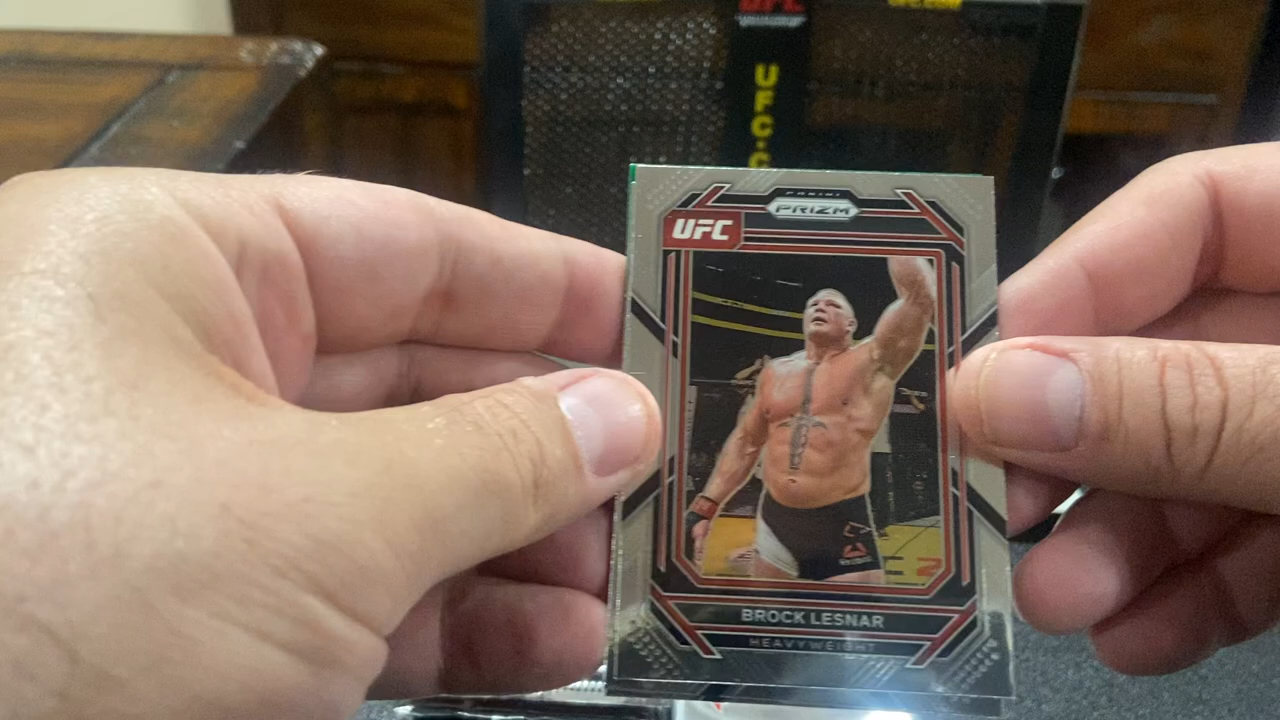 UFC
UFC·C
PANINI
PRIZM
UFC
BROCK LESNAR
HEAVYWEIGHT